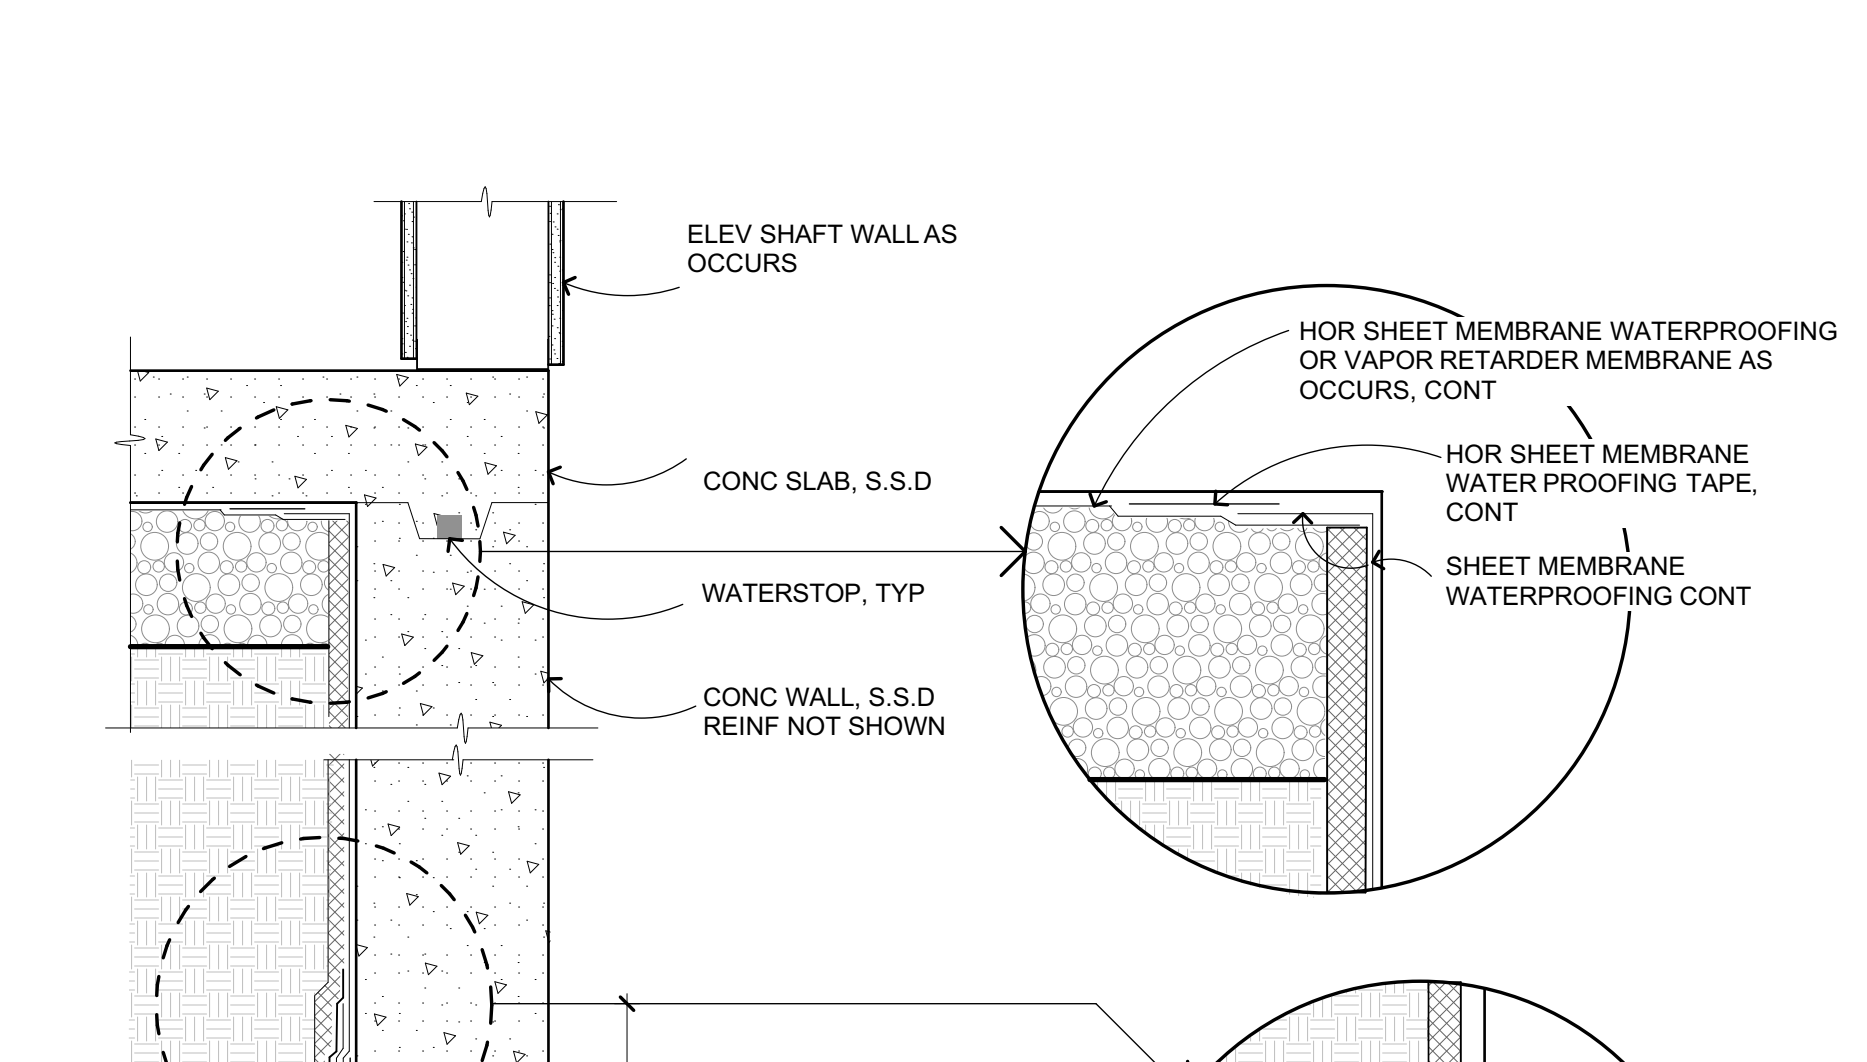 ELEV SHAFT WALL AS
OCCURS
HOR SHEET MEMBRANE WATERPROOFING
OR VAPOR RETARDER MEMBRANE AS
OCCURS, CONT
HOR SHEET MEMBRANE
WATER PROOFING TAPE,
CONT
CONC SLAB, S.S.D
SHEET MEMBRANE
WATERPROOFING CONT
WATERSTOP, TYP
CONC WALL, S.S.D
REINF NOT SHOWN